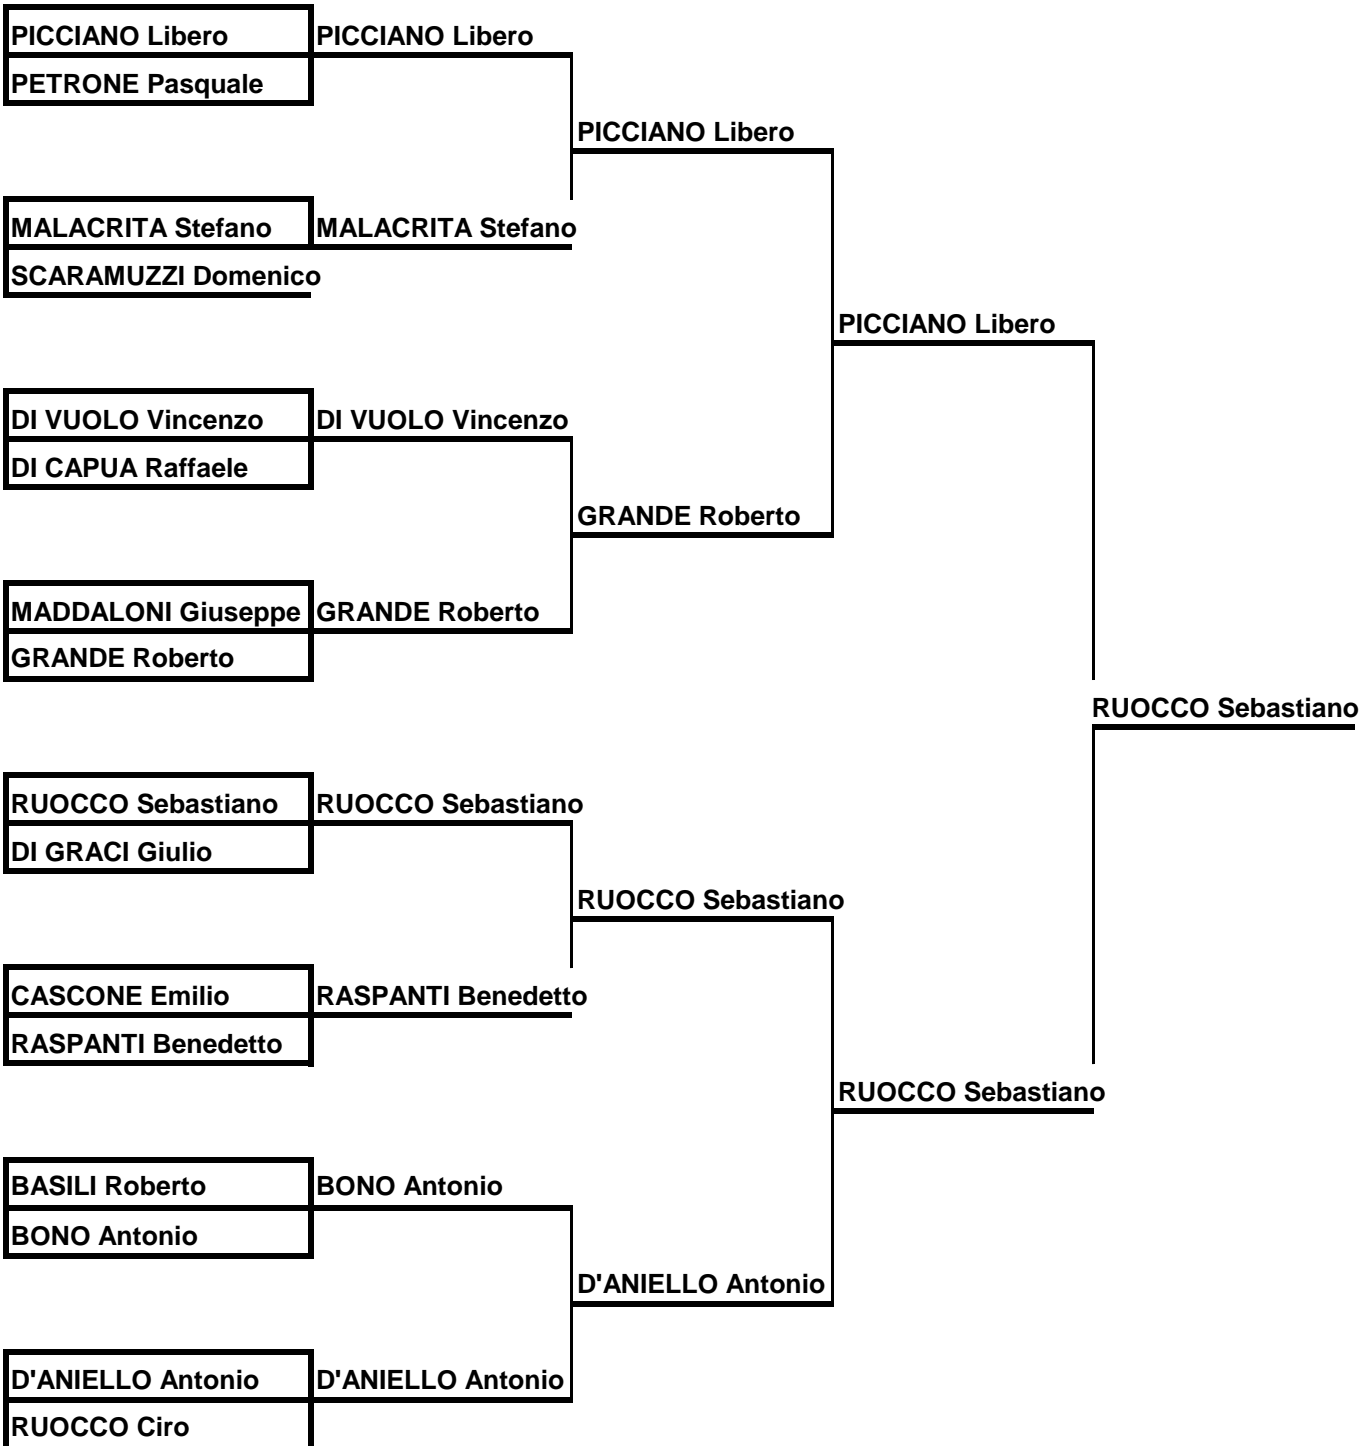 PICCIANO Libero PICCIANO Libero
PETRONE Pasquale
PICCIANO Libero
MALACRITA Stefano MALACRITA Stefano
SCARAMUZZI Domenico
PICCIANO Libero
DI VUOLO Vincenzo DI VUOLO Vincenzo
DI CAPUA Raffaele
GRANDE Roberto
MADDALONI Giuseppe GRANDE Roberto
GRANDE Roberto
RUOCCO Sebastiano
RUOCCO Sebastiano RUOCCO Sebastiano
DI GRACI Giulio
RUOCCO Sebastiano
CASCONE Emilio RASPANTI Benedetto
RASPANTI Benedetto
RUOCCO Sebastiano
BASILI Roberto BONO Antonio
BONO Antonio
D'ANIELLO Antonio
D'ANIELLO Antonio D'ANIELLO Antonio
RUOCCO Ciro